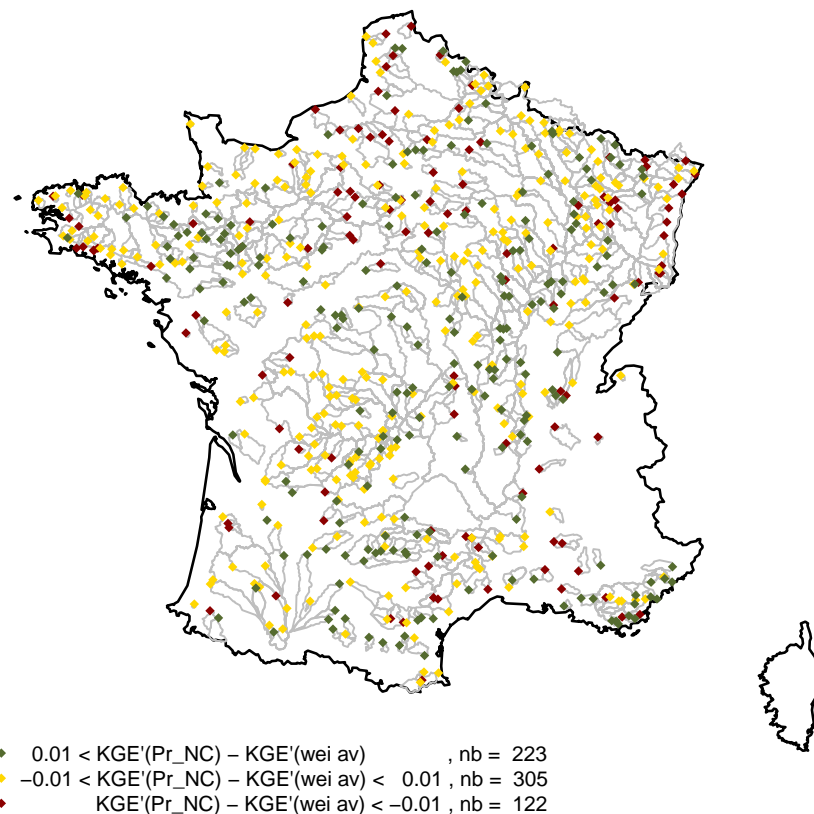 0.01 < KGE'(Pr_NC) − KGE'(wei av) , nb = 223
−0.01 < KGE'(Pr_NC) − KGE'(wei av) < 0.01 , nb = 305
KGE'(Pr_NC) − KGE'(wei av) < −0.01 , nb = 122